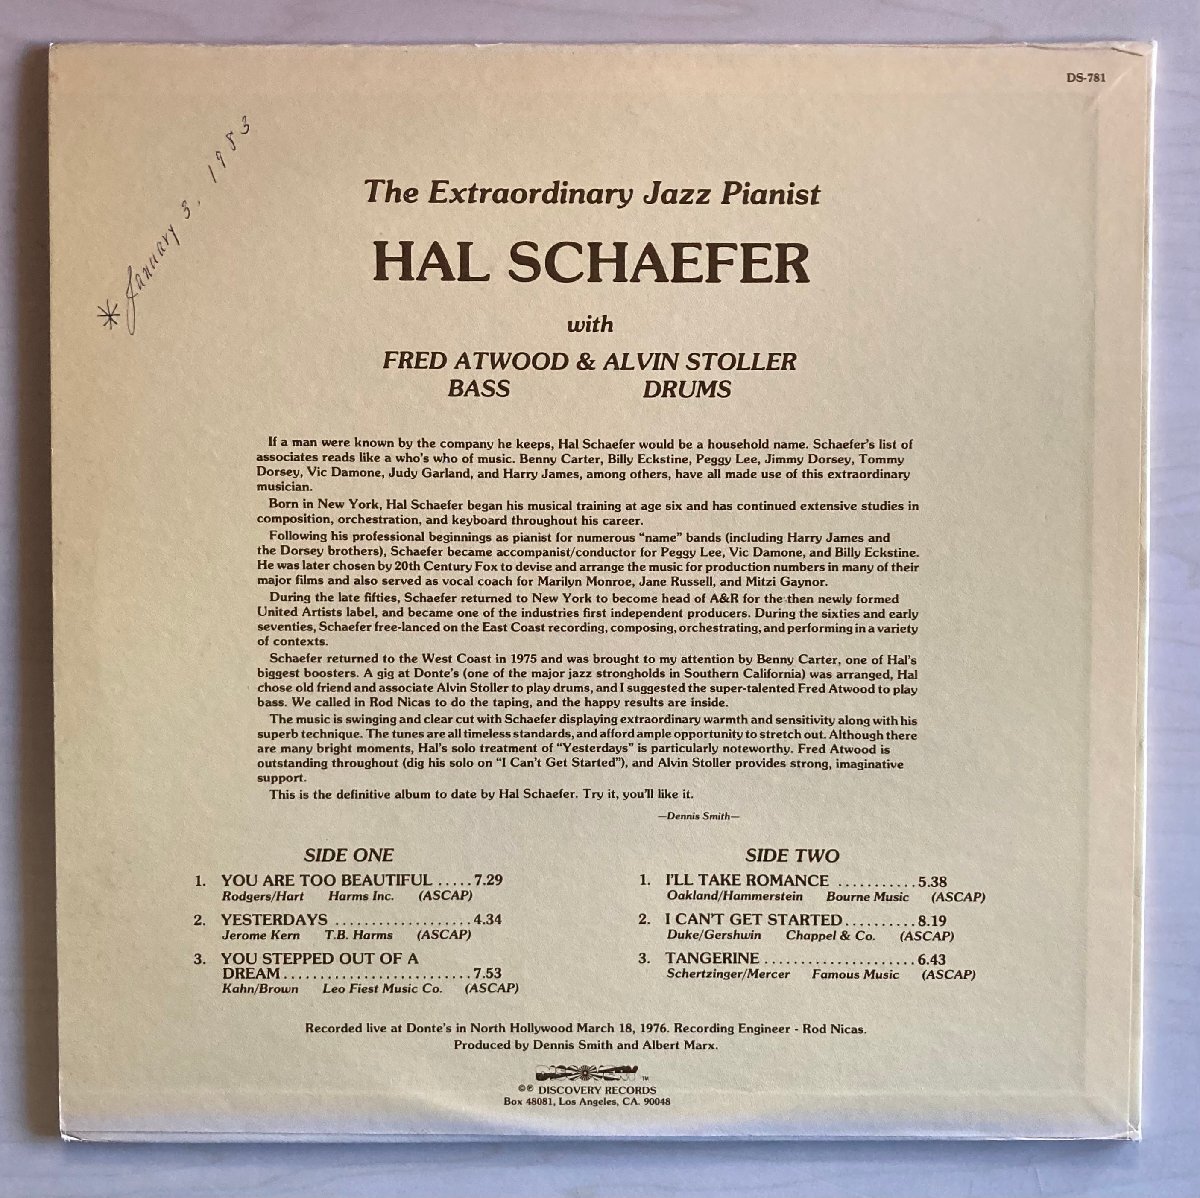 DS-781
* January 3, 1983
The Extraordinary Jazz Pianist
HAL SCHAEFER
with
FRED ATWOOD & ALVIN STOLLER
BASS DRUMS
If a man were known by the company he keeps, Hal Schaefer would be a household name. Schaefer's list of
associates reads like a who's who of music. Benny Carter, Billy Eckstine, Peggy Lee, Jimmy Dorsey, Tommy
Dorsey, Vic Damone, Judy Garland, and Harry James, among others, have all made use of this extraordinary
musician.
Born in New York, Hal Schaefer began his musical training at age six and has continued extensive studies in
composition, orchestration, and keyboard throughout his career.
Following his professional beginnings as pianist for numerous "name" bands (including Harry James and
the Dorsey brothers), Schaefer became accompanist/conductor for Peggy Lee, Vic Damone, and Billy Eckstine.
He was later chosen by 20th Century Fox to devise and arrange the music for production numbers in many of their
major films and also served as vocal coach for Marilyn Monroe, Jane Russell, and Mitzi Gaynor.
During the late fifties, Schaefer returned to New York to become head of A&R for the then newly formed
United Artists label, and became one of the industries first independent producers. During the sixties and early
seventies, Schaefer free-lanced on the East Coast recording, composing, orchestrating, and performing in a variety
of contexts.
Schaefer returned to the West Coast in 1975 and was brought to my attention by Benny Carter, one of Hal's
biggest boosters. A gig at Donte's (one of the major jazz strongholds in Southern California) was arranged, Hal
chose old friend and associate Alvin Stoller to play drums, and I suggested the super-talented Fred Atwood to play
bass. We called in Rod Nicas to do the taping, and the happy results are inside.
The music is swinging and clear cut with Schaefer displaying extraordinary warmth and sensitivity along with his
superb technique. The tunes are all timeless standards, and afford ample opportunity to stretch out. Although there
are many bright moments, Hal's solo treatment of "Yesterdays" is particularly noteworthy. Fred Atwood is
outstanding throughout (dig his solo on "I Can't Get Started"), and Alvin Stoller provides strong, imaginative
support.
This is the definitive album to date by Hal Schaefer. Try it, you'll like it.
—Dennis Smith—
SIDE ONE
1. YOU ARE TOO BEAUTIFUL .....7.29
Rodgers/Hart Harms Inc. (ASCAP)
2. YESTERDAYS ...................4.34
Jerome Kern T.B. Harms (ASCAP)
3. YOU STEPPED OUT OF A
DREAM..........................7.53
Kahn/Brown Leo Fiest Music Co. (ASCAP)
SIDE TWO
1. I'LL TAKE ROMANCE ...........5.38
Oakland/Hammerstein Bourne Music (ASCAP)
2. I CAN'T GET STARTED..........8.19
Duke/Gershwin Chappel & Co. (ASCAP)
3. TANGERINE.....................6.43
Schertzinger/Mercer Famous Music (ASCAP)
Recorded live at Donte's in North Hollywood March 18, 1976. Recording Engineer - Rod Nicas.
Produced by Dennis Smith and Albert Marx.
DISCOVERY TM
©℗ DISCOVERY RECORDS
Box 48081, Los Angeles, CA. 90048